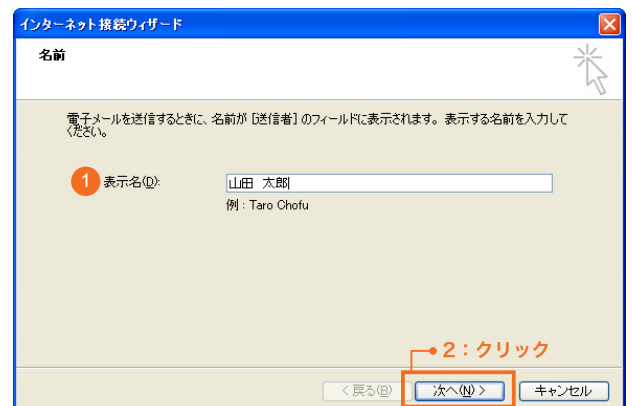 インターネット接続ウィザード
名前
電子メールを送信するときに、名前が [送信者] のフィールドに表示されます。表示する名前を入力して
ください。
1 表示名(D): 山田　太郎
例：Taro Chofu
2：クリック
< 戻る(B) 次へ(N) > キャンセル